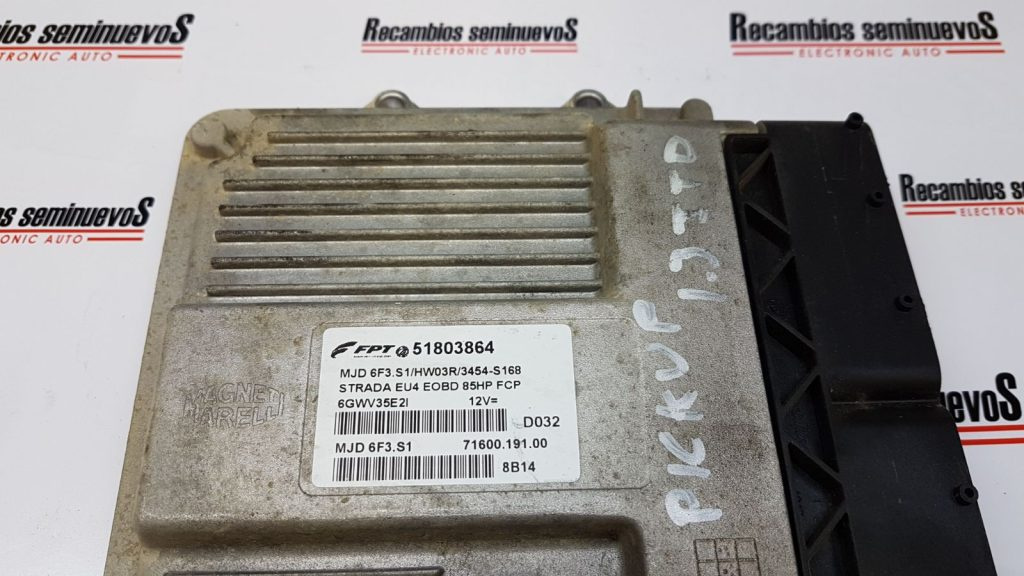 Recambios seminuevoS
ELECTRONIC AUTO
Recambios seminuevoS
ELECTRONIC AUTO
Recambios seminuevoS
ELECTRONIC AUTO
Recambios seminuevoS
ELECTRONIC AUTO
Recambios seminuevoS
ELECTRONIC AUTO
nuevoS
AUTO
FPT 51803864
MJD 6F3.S1/HW03R/3454-S168
STRADA EU4 EOBD 85HP FCP
6GWV35E2I 12V=
D032
MJD 6F3.S1 71600.191.00
8B14
MAGNETI
MARELLI
PICKUP 1.3 JTD